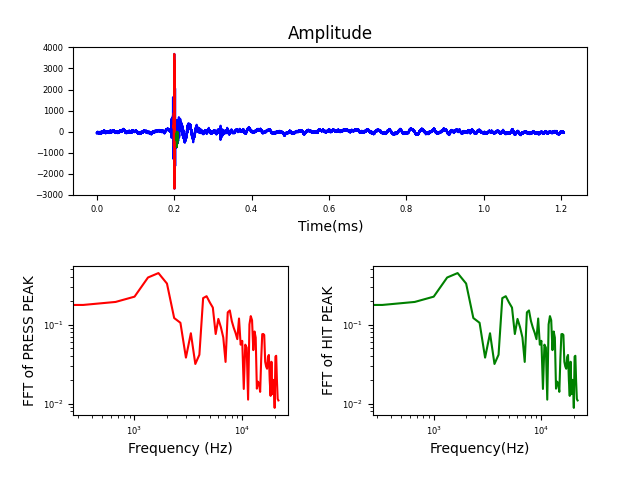 Amplitude
4000
3000
2000
1000
0
−1000
−2000
−3000
0.0 0.2 0.4 0.6 0.8 1.0 1.2
Time(ms)
FFT of PRESS PEAK
10⁻¹
10⁻²
10³ 10⁴
Frequency (Hz)
FFT of HIT PEAK
10⁻¹
10⁻²
10³ 10⁴
Frequency(Hz)